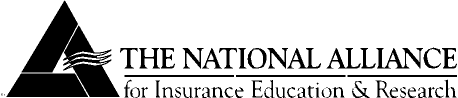 THE NATIONAL ALLIANCE
for Insurance Education & Research